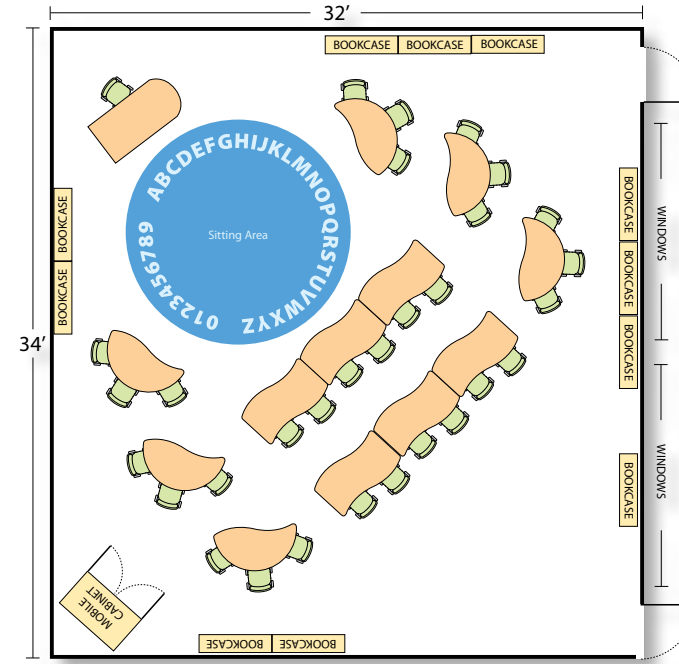 32'
BOOKCASE BOOKCASE BOOKCASE
ABCDEFGHIJKLMNOPQRSTUVWXYZ
0123456789
Sitting Area
BOOKCASE
BOOKCASE
BOOKCASE
BOOKCASE
BOOKCASE
WINDOWS
34'
BOOKCASE
WINDOWS
MOBILE
CABINET
BOOKCASE BOOKCASE